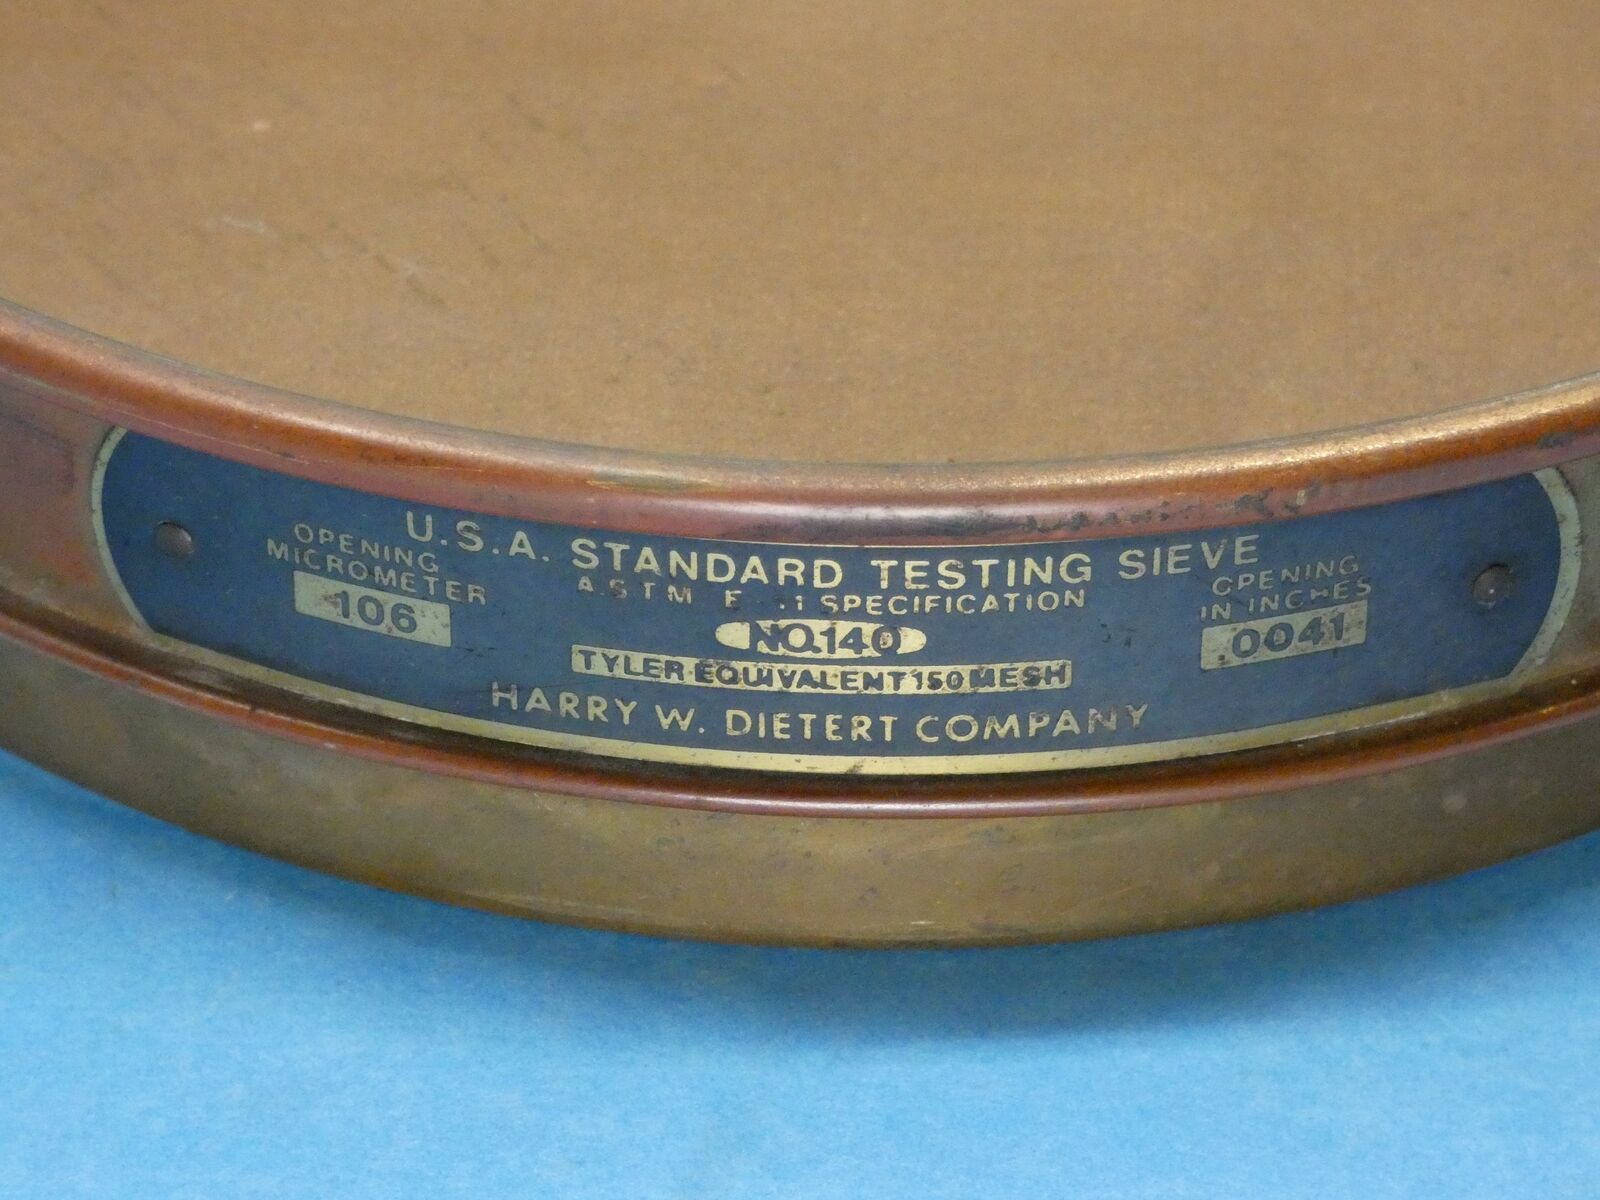 U.S.A. STANDARD TESTING SIEVE
OPENING
MICROMETER
106
ASTM SPECIFICATION
NO.140
TYLER EQUIVALENT 150 MESH
HARRY W. DIETERT COMPANY
OPENING
IN INCHES
.0041